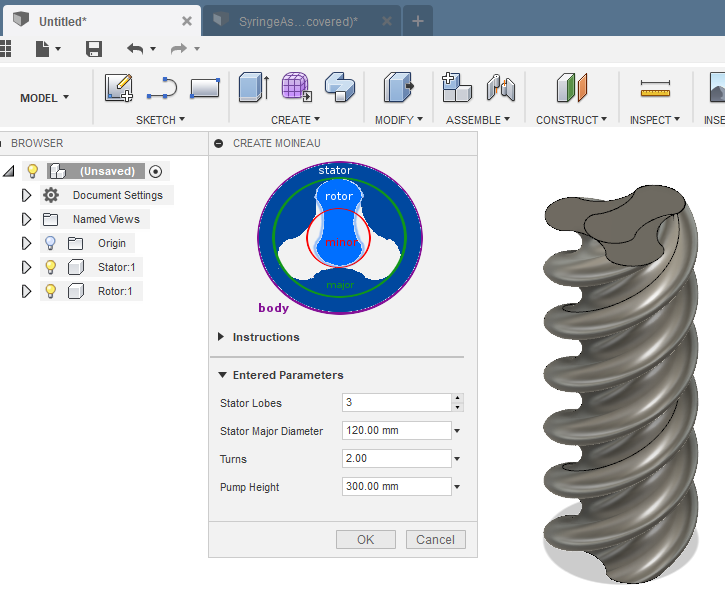 Untitled*
SyringeAs...covered)*
MODEL
SKETCH
CREATE
MODIFY
ASSEMBLE
CONSTRUCT
INSPECT
INSE
BROWSER
(Unsaved)
Document Settings
Named Views
Origin
Stator:1
Rotor:1
CREATE MOINEAU
stator
rotor
minor
major
body
Instructions
Entered Parameters
Stator Lobes 3
Stator Major Diameter 120.00 mm
Turns 2.00
Pump Height 300.00 mm
OK Cancel